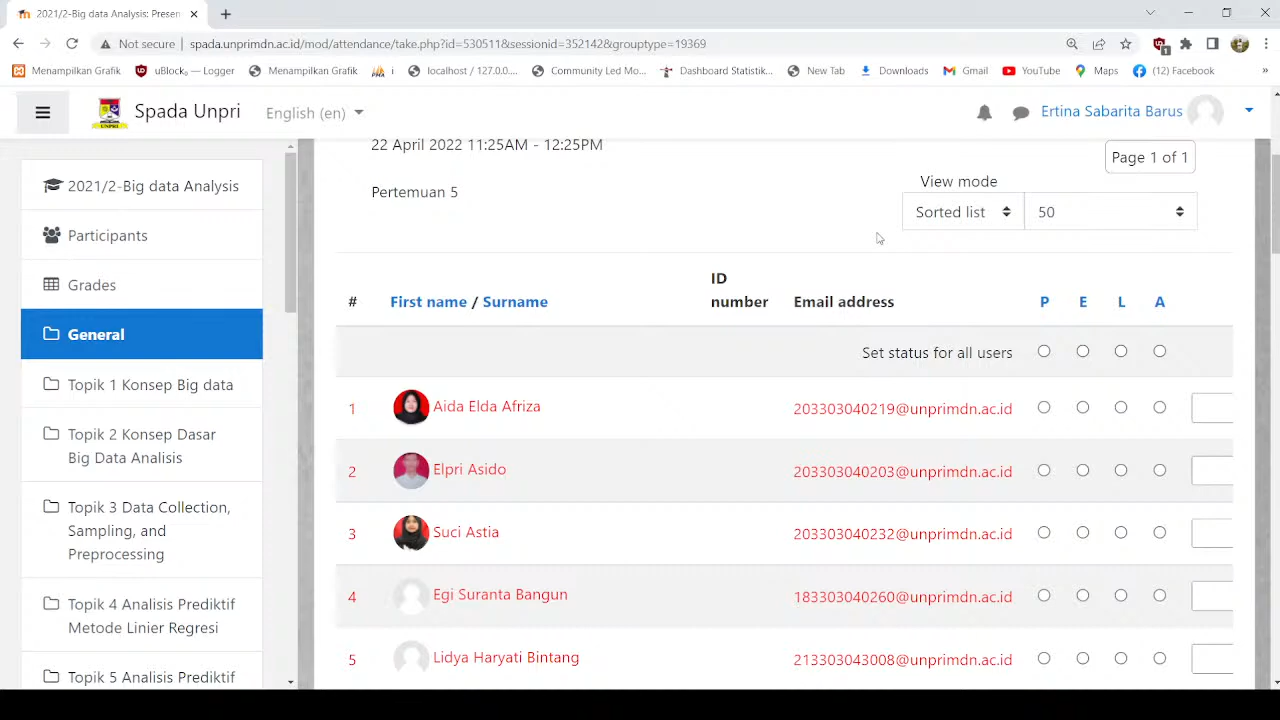 2021/2-Big data Analysis: Presen
Not secure | spada.unprimdn.ac.id/mod/attendance/take.php?id=530511&sessionid=352142&grouptype=19369
1
Menampilkan Grafik
uBlock₀ — Logger
Menampilkan Grafik
i
localhost / 127.0.0....
Community Led Mo...
Dashboard Statistik...
New Tab
Downloads
Gmail
YouTube
Maps
(12) Facebook
»
UNPRI
Spada Unpri
English (en)
Ertina Sabarita Barus
2021/2-Big data Analysis
Participants
Grades
General
Topik 1 Konsep Big data
Topik 2 Konsep Dasar
Big Data Analisis
Topik 3 Data Collection,
Sampling, and
Preprocessing
Topik 4 Analisis Prediktif
Metode Linier Regresi
Topik 5 Analisis Prediktif
22 April 2022 11:25AM - 12:25PM
Page 1 of 1
Pertemuan 5
View mode
Sorted list 50
ID
# First name / Surname number Email address P E L A
Set status for all users
1 Aida Elda Afriza 203303040219@unprimdn.ac.id
2 Elpri Asido 203303040203@unprimdn.ac.id
3 Suci Astia 203303040232@unprimdn.ac.id
4 Egi Suranta Bangun 183303040260@unprimdn.ac.id
5 Lidya Haryati Bintang 213303043008@unprimdn.ac.id